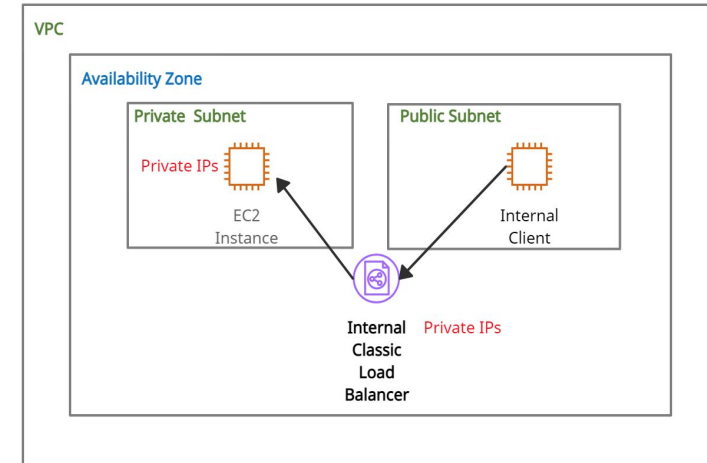 VPC
Availability Zone
Private Subnet
Public Subnet
Private IPs
EC2
Instance
Internal
Client
Internal
Classic
Load
Balancer
Private IPs